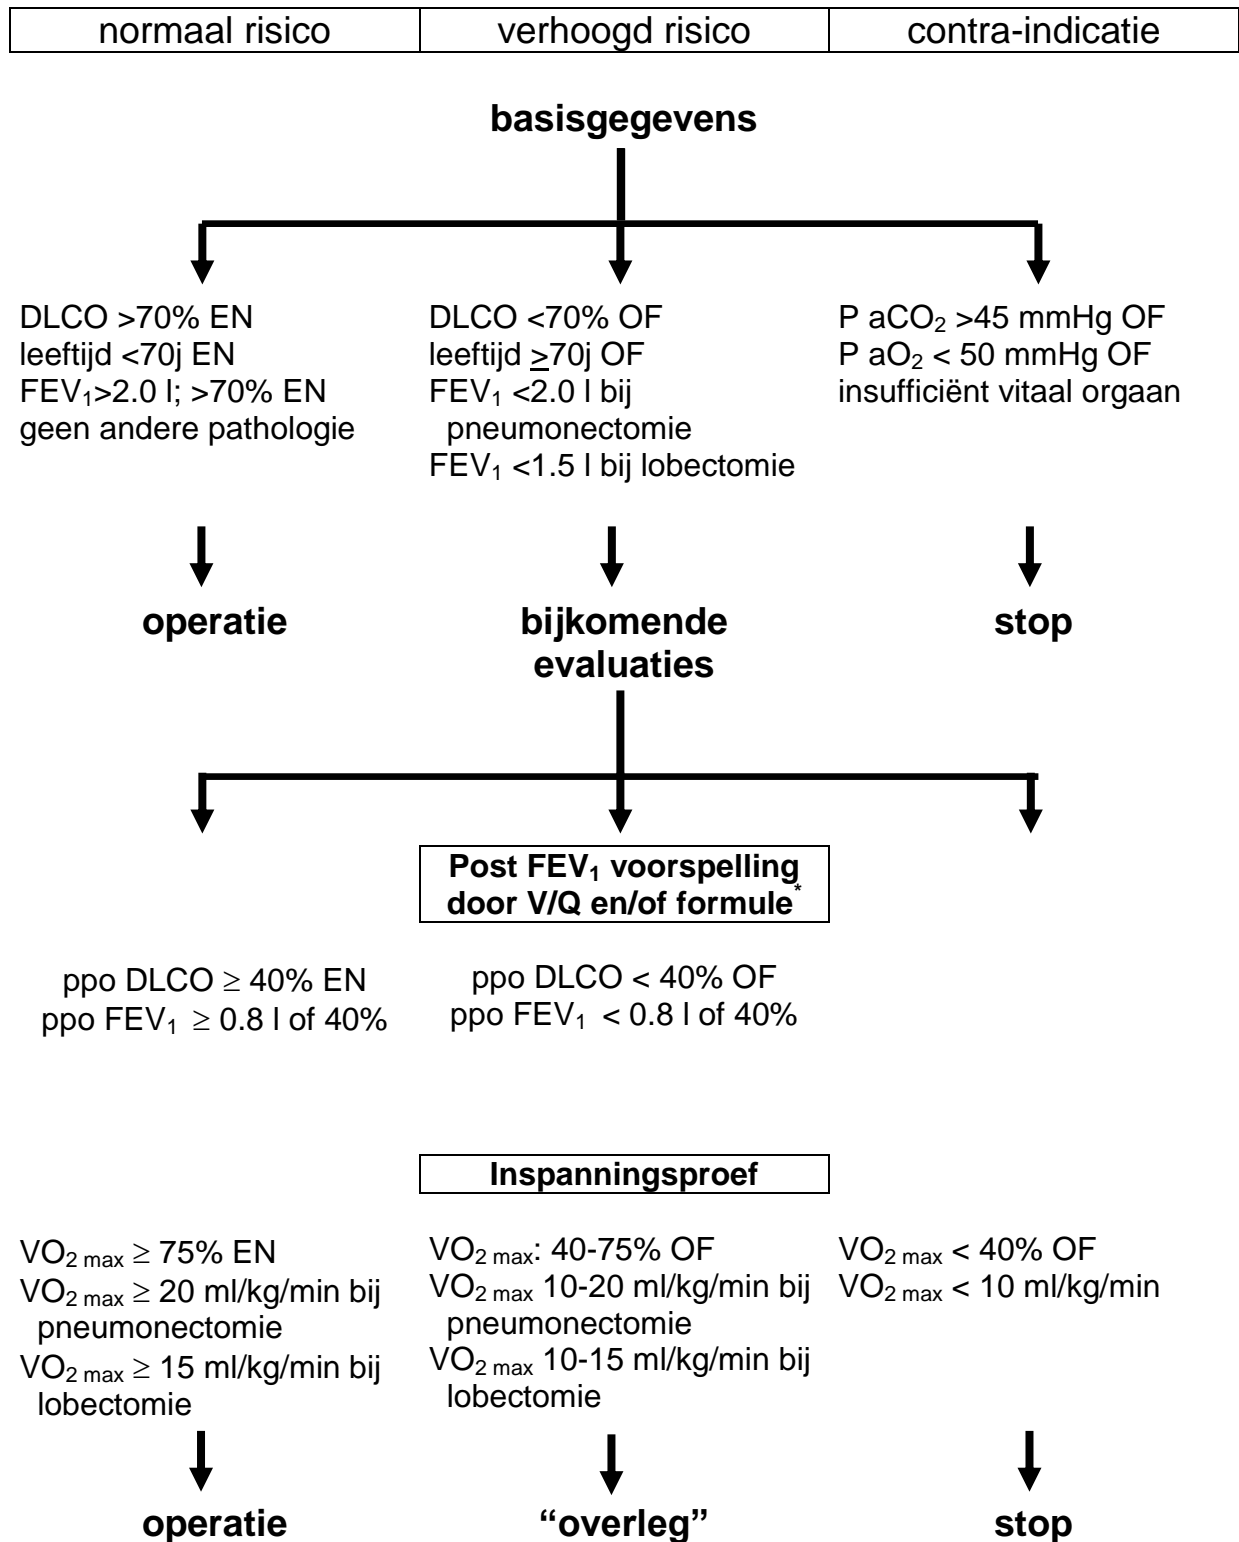 normaal risico
verhoogd risico
contra-indicatie
basisgegevens
DLCO >70% EN
leeftijd <70j EN
FEV₁>2.0 l; >70% EN
geen andere pathologie
DLCO <70% OF
leeftijd ≥70j OF
FEV₁ <2.0 l bij
pneumonectomie
FEV₁ <1.5 l bij lobectomie
P aCO₂ >45 mmHg OF
P aO₂ < 50 mmHg OF
insufficiënt vitaal orgaan
operatie
bijkomende
evaluaties
stop
Post FEV₁ voorspelling
door V/Q en/of formule*
ppo DLCO ≥ 40% EN
ppo FEV₁ ≥ 0.8 l of 40%
ppo DLCO < 40% OF
ppo FEV₁ < 0.8 l of 40%
Inspanningsproef
VO₂ max ≥ 75% EN
VO₂ max ≥ 20 ml/kg/min bij
pneumonectomie
VO₂ max ≥ 15 ml/kg/min bij
lobectomie
VO₂ max: 40-75% OF
VO₂ max 10-20 ml/kg/min bij
pneumonectomie
VO₂ max 10-15 ml/kg/min bij
lobectomie
VO₂ max < 40% OF
VO₂ max < 10 ml/kg/min
operatie
“overleg”
stop